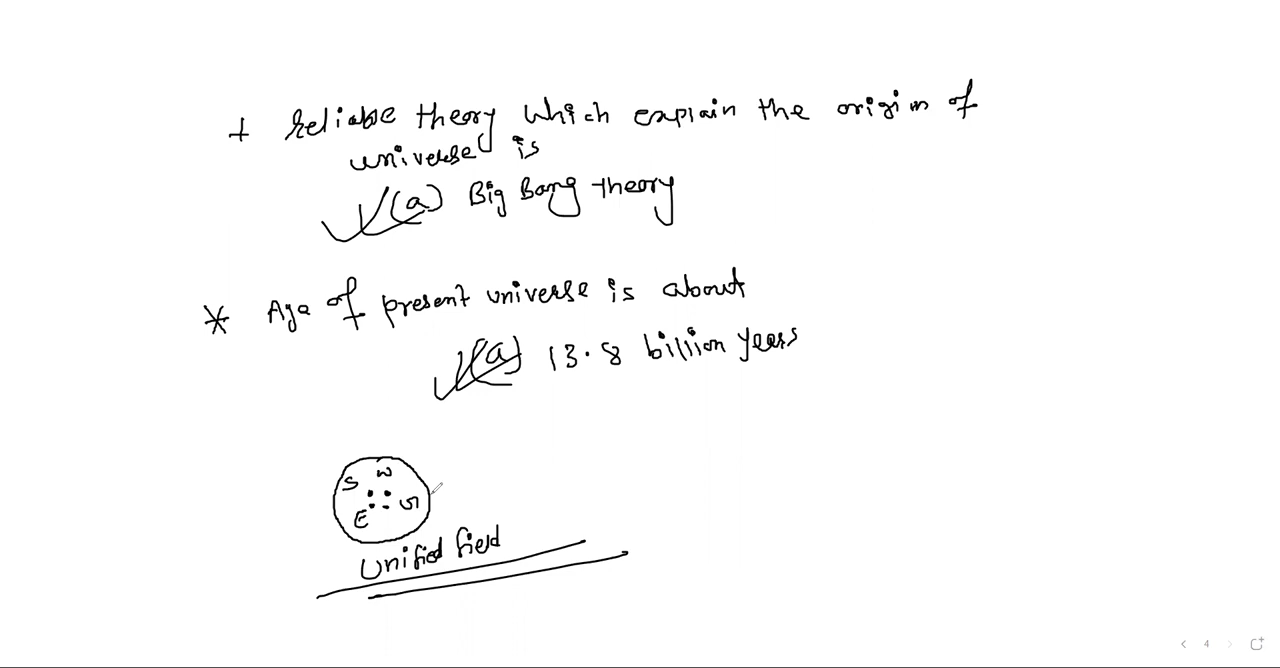 + Reliable theory which explain the origin of
universe is
(a) Big Bang theory
* Age of present universe is about
(a) 13.8 billion years
S W
E G
Unified field
4